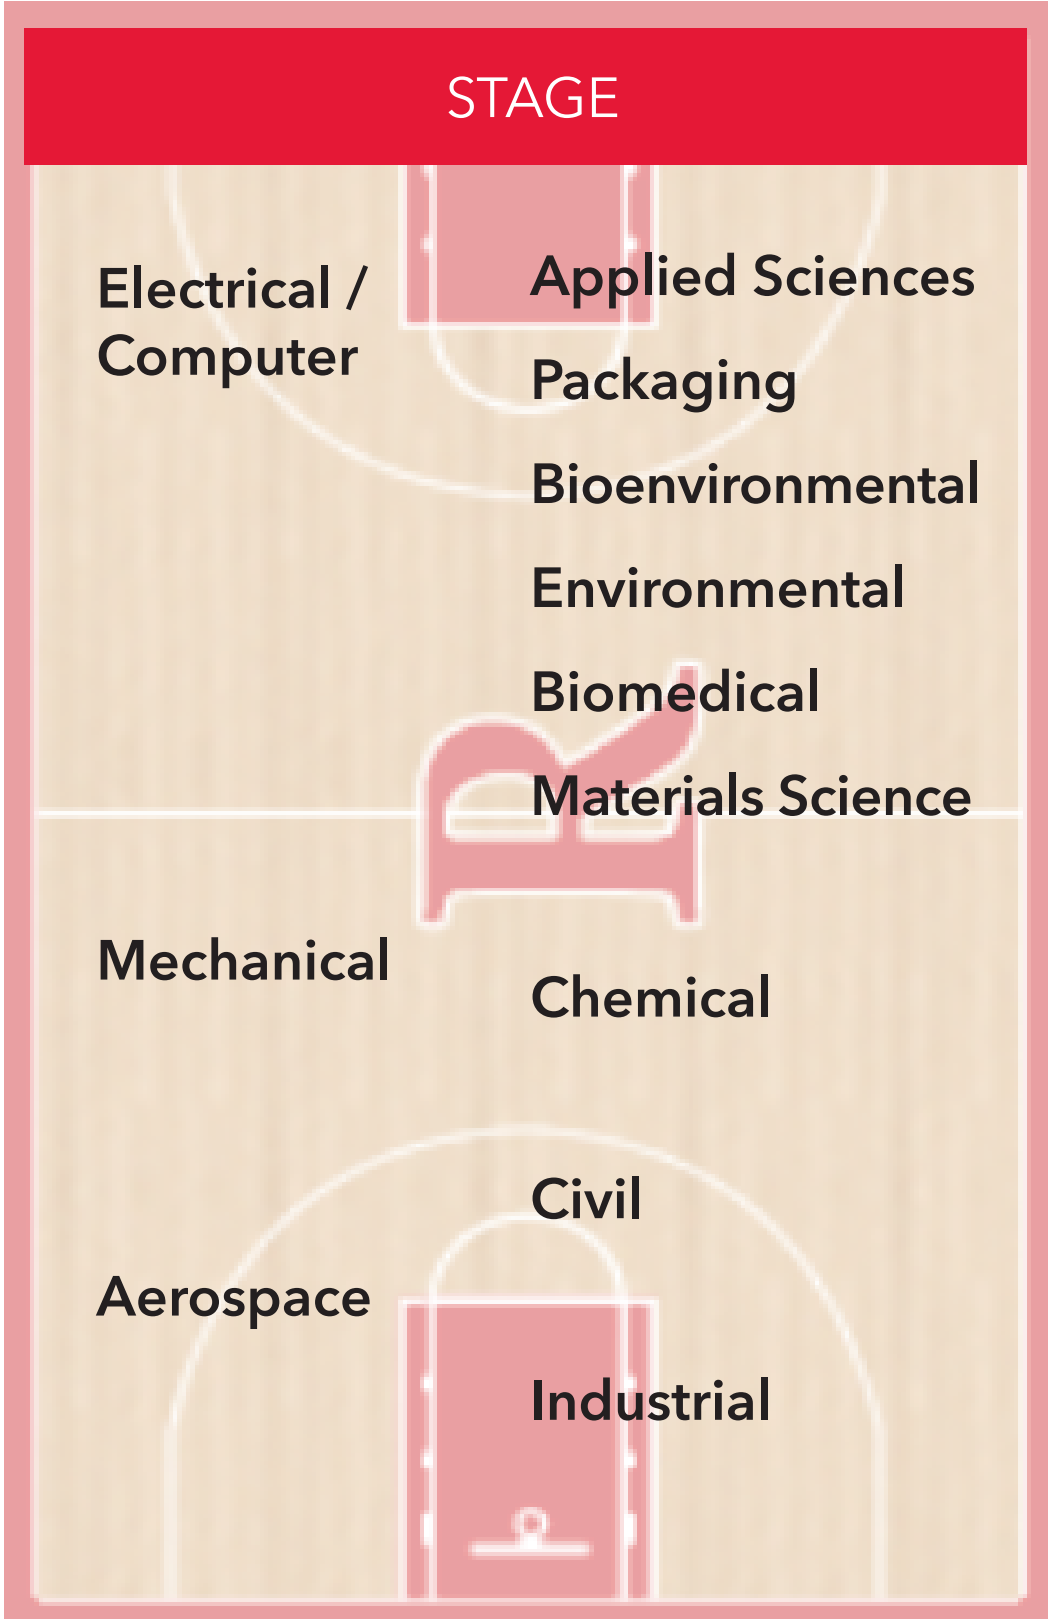 STAGE
Electrical /
Computer
Applied Sciences
Packaging
Bioenvironmental
Environmental
Biomedical
Materials Science
R
Mechanical
Chemical
Civil
Aerospace
Industrial